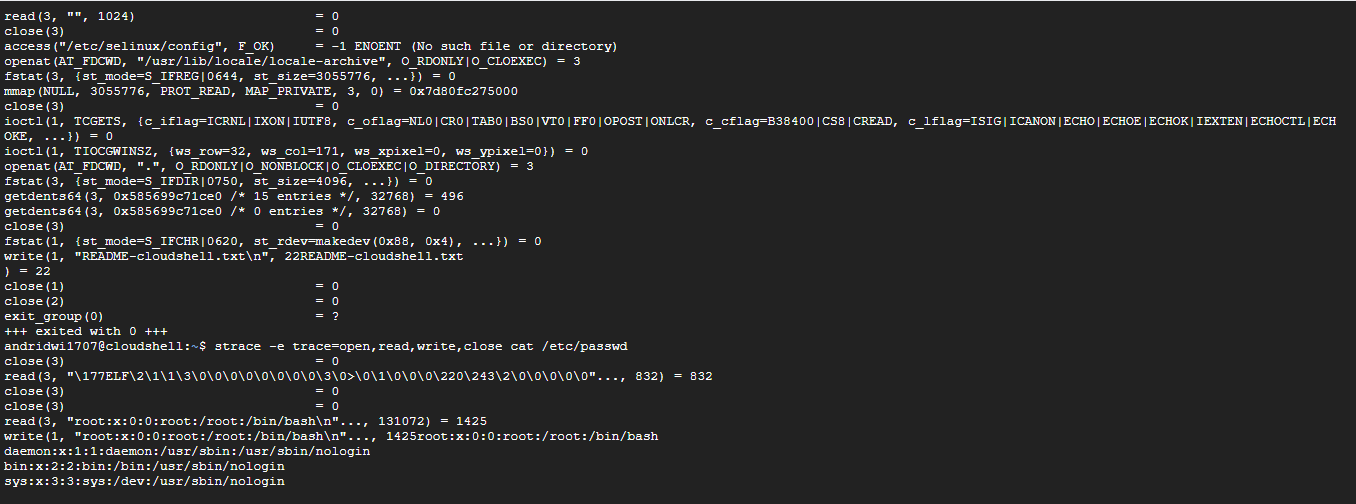 read(3, "", 1024)                       = 0
close(3)                                = 0
access("/etc/selinux/config", F_OK)     = -1 ENOENT (No such file or directory)
openat(AT_FDCWD, "/usr/lib/locale/locale-archive", O_RDONLY|O_CLOEXEC) = 3
fstat(3, {st_mode=S_IFREG|0644, st_size=3055776, ...}) = 0
mmap(NULL, 3055776, PROT_READ, MAP_PRIVATE, 3, 0) = 0x7d80fc275000
close(3)                                = 0
ioctl(1, TCGETS, {c_iflag=ICRNL|IXON|IUTF8, c_oflag=NL0|CR0|TAB0|BS0|VT0|FF0|OPOST|ONLCR, c_cflag=B38400|CS8|CREAD, c_lflag=ISIG|ICANON|ECHO|ECHOE|ECHOK|IEXTEN|ECHOCTL|ECH
OKE, ...}) = 0
ioctl(1, TIOCGWINSZ, {ws_row=32, ws_col=171, ws_xpixel=0, ws_ypixel=0}) = 0
openat(AT_FDCWD, ".", O_RDONLY|O_NONBLOCK|O_CLOEXEC|O_DIRECTORY) = 3
fstat(3, {st_mode=S_IFDIR|0750, st_size=4096, ...}) = 0
getdents64(3, 0x585699c71ce0 /* 15 entries */, 32768) = 496
getdents64(3, 0x585699c71ce0 /* 0 entries */, 32768) = 0
close(3)                                = 0
fstat(1, {st_mode=S_IFCHR|0620, st_rdev=makedev(0x88, 0x4), ...}) = 0
write(1, "README-cloudshell.txt\n", 22README-cloudshell.txt
) = 22
close(1)                                = 0
close(2)                                = 0
exit_group(0)                           = ?
+++ exited with 0 +++
andridwi1707@cloudshell:~$ strace -e trace=open,read,write,close cat /etc/passwd
close(3)                                = 0
read(3, "\177ELF\2\1\1\3\0\0\0\0\0\0\0\0\3\0>\0\1\0\0\0\220\243\2\0\0\0\0\0"..., 832) = 832
close(3)                                = 0
close(3)                                = 0
read(3, "root:x:0:0:root:/root:/bin/bash\n"..., 131072) = 1425
write(1, "root:x:0:0:root:/root:/bin/bash\n"..., 1425root:x:0:0:root:/root:/bin/bash
daemon:x:1:1:daemon:/usr/sbin:/usr/sbin/nologin
bin:x:2:2:bin:/bin:/usr/sbin/nologin
sys:x:3:3:sys:/dev:/usr/sbin/nologin